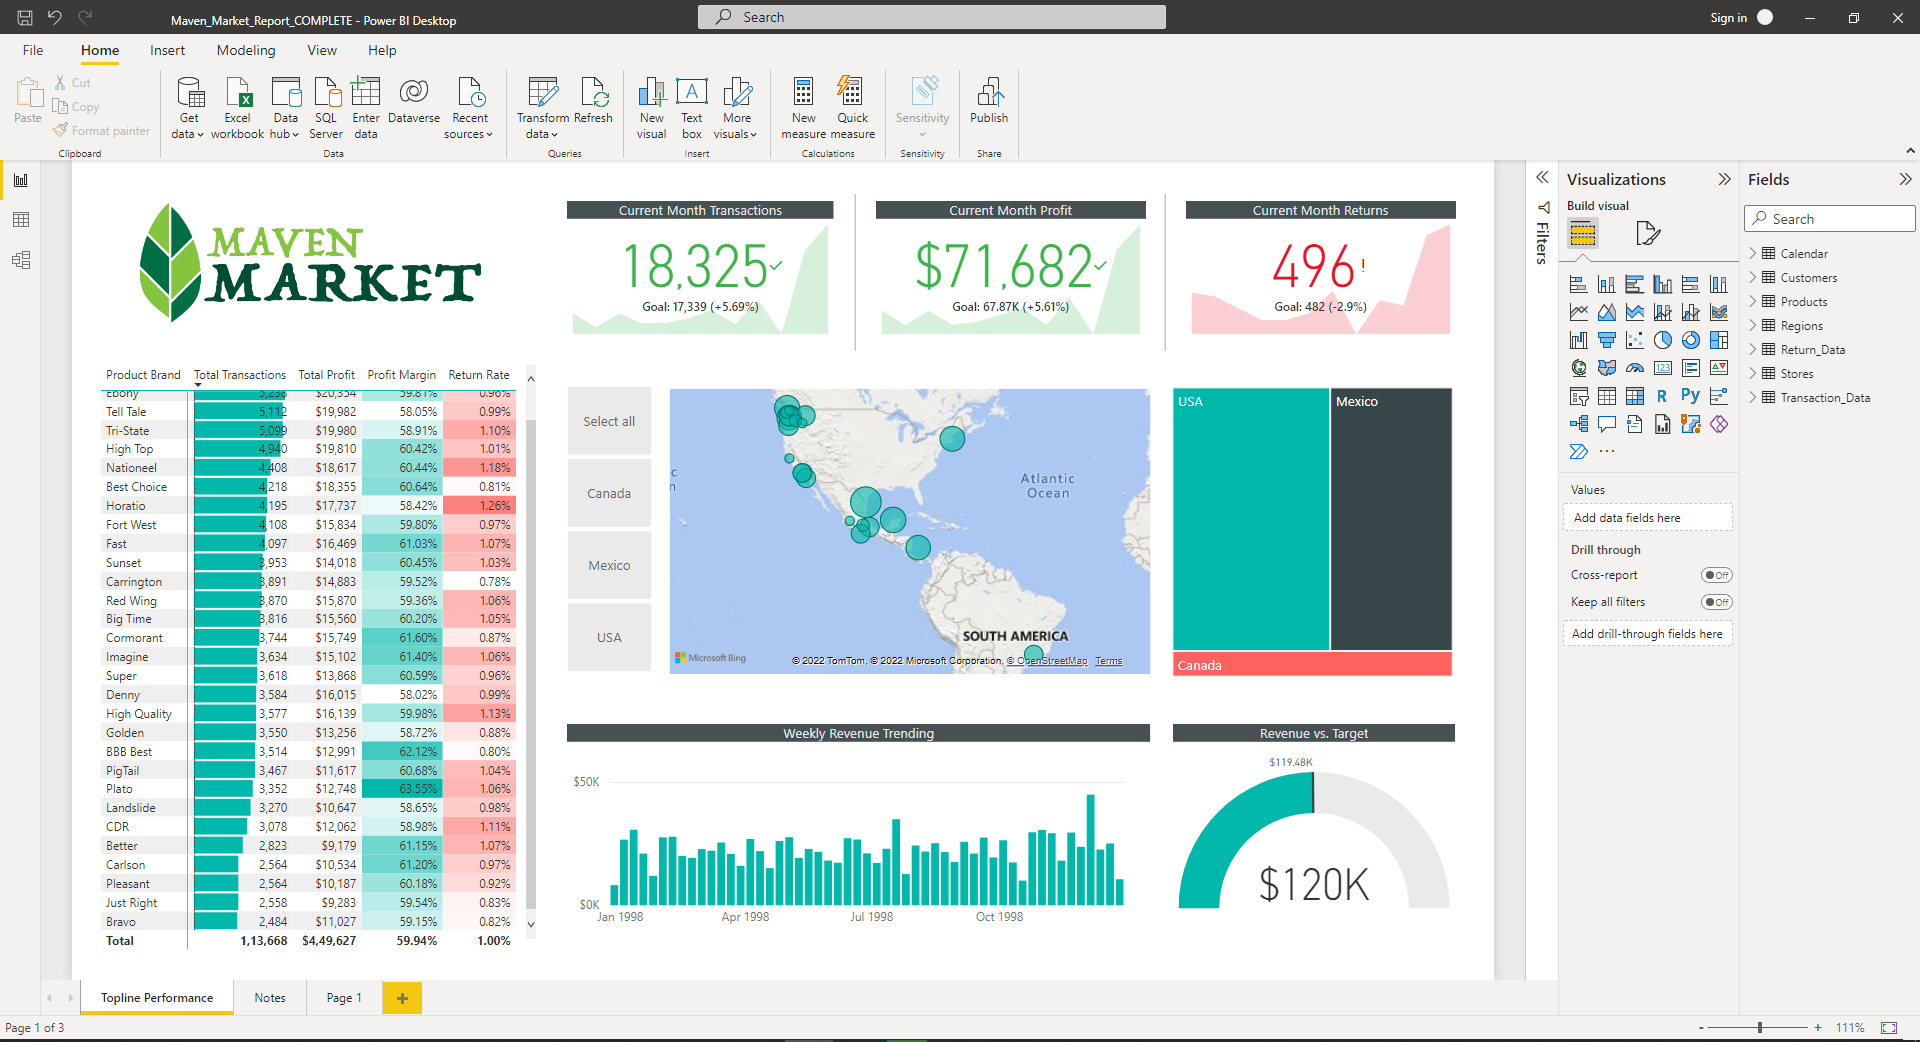 Maven_Market_Report_COMPLETE - Power BI Desktop
Search
Sign in
File Home Insert Modeling View Help
Paste
Cut
Copy
Format painter
Clipboard
Get data
Excel workbook
Data hub
SQL Server
Enter data
Dataverse
Recent sources
Data
Transform data
Refresh
Queries
New visual
Text box
More visuals
Insert
New measure
Quick measure
Calculations
Sensitivity
Sensitivity
Publish
Share
MAVEN
MARKET
Current Month Transactions
18,325
Goal: 17,339 (+5.69%)
Current Month Profit
$71,682
Goal: 67.87K (+5.61%)
Current Month Returns
496!
Goal: 482 (-2.9%)
Product Brand Total Transactions Total Profit Profit Margin Return Rate
Ebony 5,238 $20,354 59.81% 0.96%
Tell Tale 5,112 $19,982 58.05% 0.99%
Tri-State 5,099 $19,980 58.91% 1.10%
High Top 4,940 $19,810 60.42% 1.01%
Nationeel 4,408 $18,617 60.44% 1.18%
Best Choice 4,218 $18,355 60.64% 0.81%
Horatio 4,195 $17,737 58.42% 1.26%
Fort West 4,108 $15,834 59.80% 0.97%
Fast 4,097 $16,469 61.03% 1.07%
Sunset 3,953 $14,018 60.45% 1.03%
Carrington 3,891 $14,883 59.52% 0.78%
Red Wing 3,870 $15,870 59.36% 1.06%
Big Time 3,816 $15,560 60.20% 1.05%
Cormorant 3,744 $15,749 61.60% 0.87%
Imagine 3,634 $15,102 61.40% 1.06%
Super 3,618 $13,868 60.59% 0.96%
Denny 3,584 $16,015 58.02% 0.99%
High Quality 3,577 $16,139 59.98% 1.13%
Golden 3,550 $13,256 58.72% 0.88%
BBB Best 3,514 $12,991 62.12% 0.80%
PigTail 3,467 $11,617 60.68% 1.04%
Plato 3,352 $12,748 63.55% 1.06%
Landslide 3,270 $10,647 58.65% 0.98%
CDR 3,078 $12,062 58.98% 1.11%
Better 2,823 $9,179 61.15% 1.07%
Carlson 2,564 $10,534 61.20% 0.97%
Pleasant 2,564 $10,187 60.18% 0.92%
Just Right 2,558 $9,283 59.54% 0.83%
Bravo 2,484 $11,027 59.15% 0.82%
Total 1,13,668 $4,49,627 59.94% 1.00%
Select all
Canada
Mexico
USA
Atlantic
Ocean
SOUTH AMERICA
Microsoft Bing
© 2022 TomTom, © 2022 Microsoft Corporation, © OpenStreetMap Terms
USA
Mexico
Canada
Weekly Revenue Trending
$50K
$0K
Jan 1998 Apr 1998 Jul 1998 Oct 1998
Revenue vs. Target
$119.48K
$120K
Filters
Visualizations
Build visual
123
R
Py
Values
Add data fields here
Drill through
Cross-report Off
Keep all filters Off
Add drill-through fields here
Fields
Search
Calendar
Customers
Products
Regions
Return_Data
Stores
Transaction_Data
Topline Performance Notes Page 1 +
Page 1 of 3
- + 111%